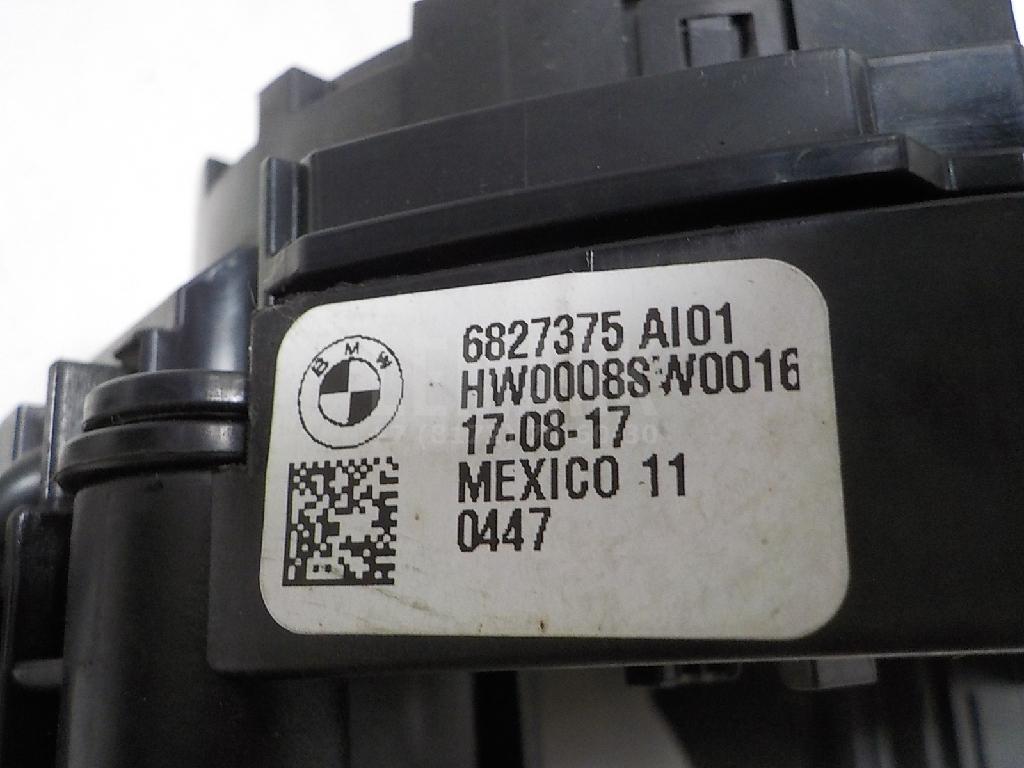 BMW
6827375 AI01
HW0008SW0016
17-08-17
MEXICO 11
0447